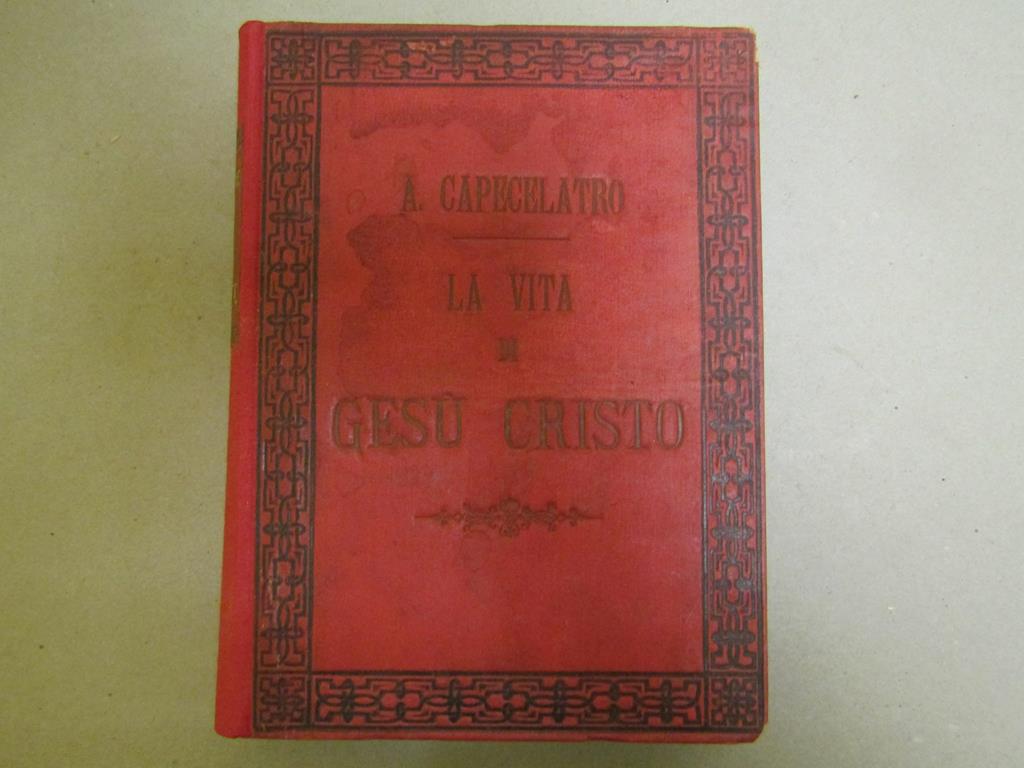 A. CAPECELATRO
LA VITA
DI
GESÙ CRISTO